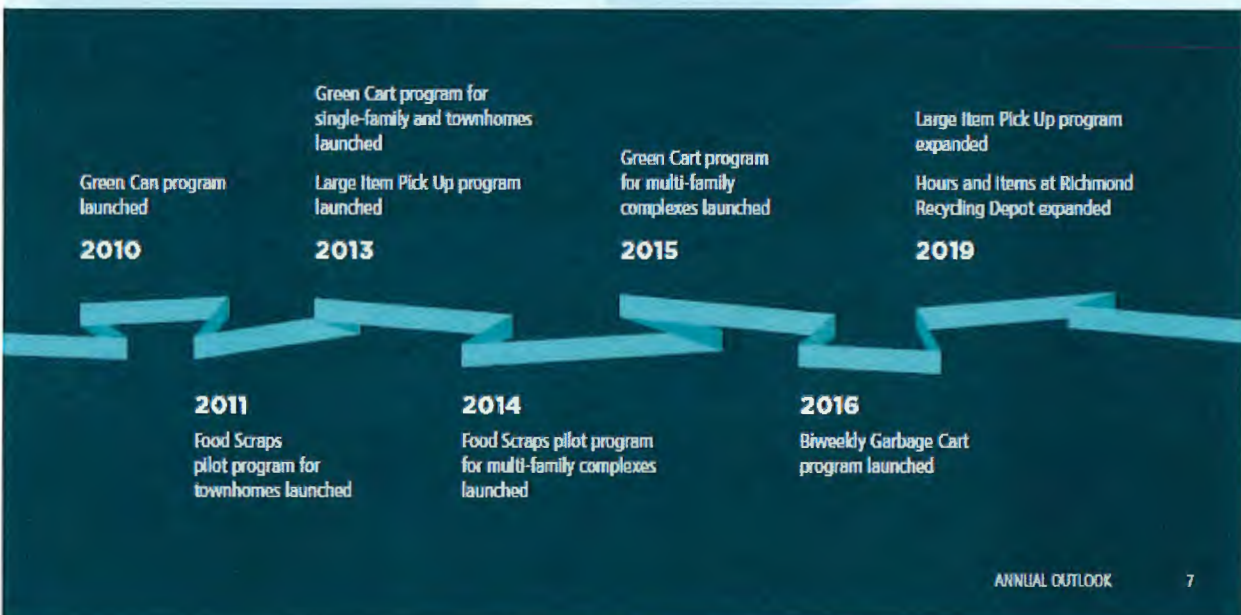 Green Can program
launched
2010
2011
Food Scraps
pilot program for
townhomes launched
Green Cart program for
single-family and townhomes
launched
Large Item Pick Up program
launched
2013
2014
Food Scraps pilot program
for multi-family complexes
launched
Green Cart program
for multi-family
complexes launched
2015
2016
Biweekly Garbage Cart
program launched
Large Item Pick Up program
expanded
Hours and Items at Richmond
Recycling Depot expanded
2019
ANNUAL OUTLOOK 7